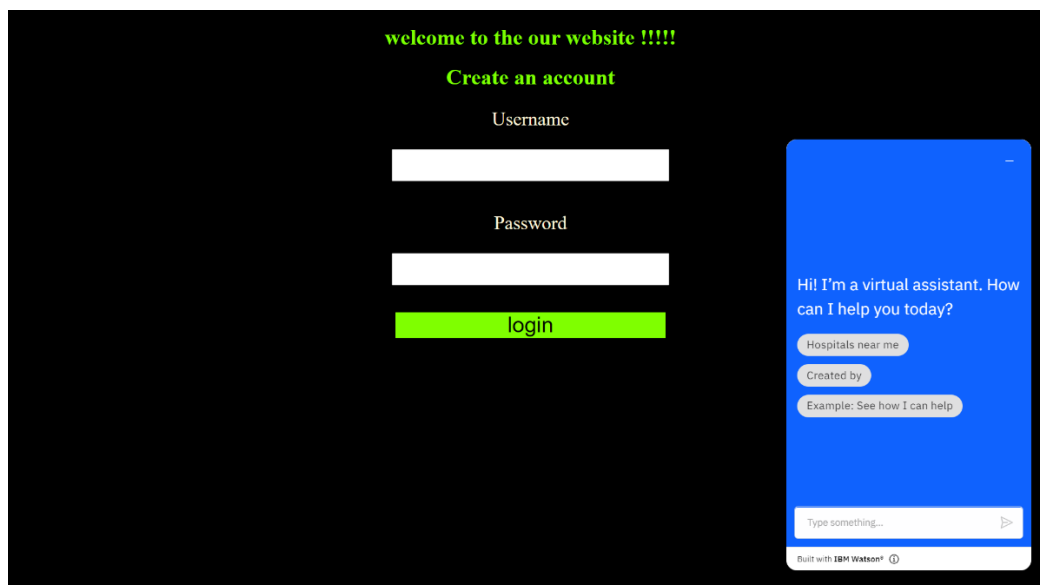 welcome to the our website !!!!!
Create an account
Username
Password
login
Hi! I'm a virtual assistant. How
can I help you today?
Hospitals near me
Created by
Example: See how I can help
Type something...
Built with IBM Watson®